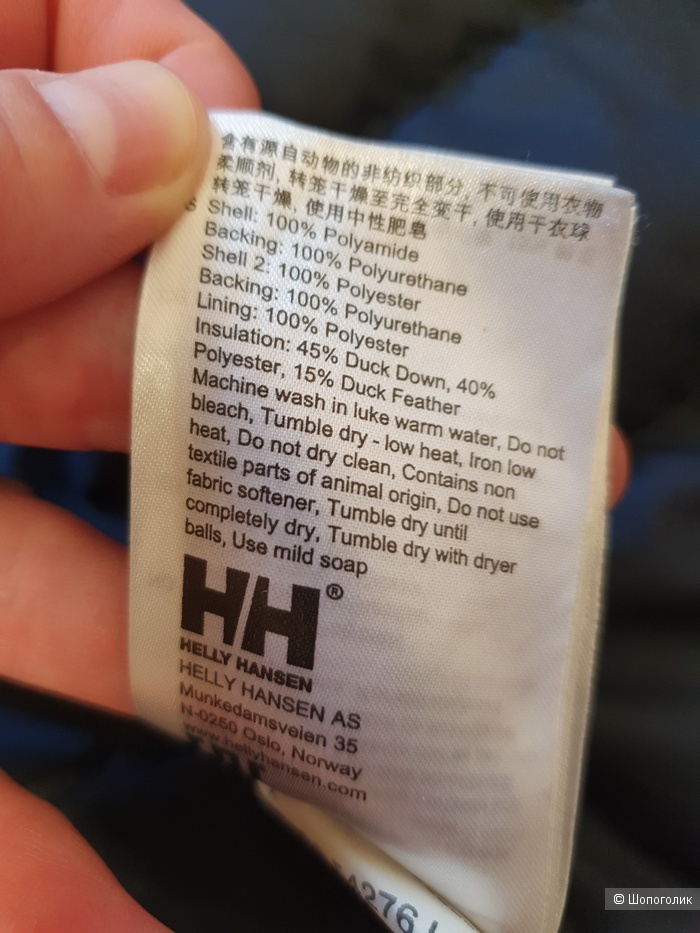 含有源自动物的非纺织部分, 不可使用衣物
柔顺剂, 转笼干燥至完全变干, 使用干衣球
转笼干燥, 使用中性肥皂
Shell: 100% Polyamide
Backing: 100% Polyurethane
Shell 2: 100% Polyester
Backing: 100% Polyurethane
Lining: 100% Polyester
Insulation: 45% Duck Down, 40%
Polyester, 15% Duck Feather
Machine wash in luke warm water, Do not
bleach, Tumble dry - low heat, Iron low
heat, Do not dry clean, Contains non
textile parts of animal origin, Do not use
fabric softener, Tumble dry until
completely dry, Tumble dry with dryer
balls, Use mild soap
HH®
HELLY HANSEN
HELLY HANSEN AS
Munkedamsveien 35
N-0250 Oslo, Norway
www.hellyhansen.com
© Шопоголик